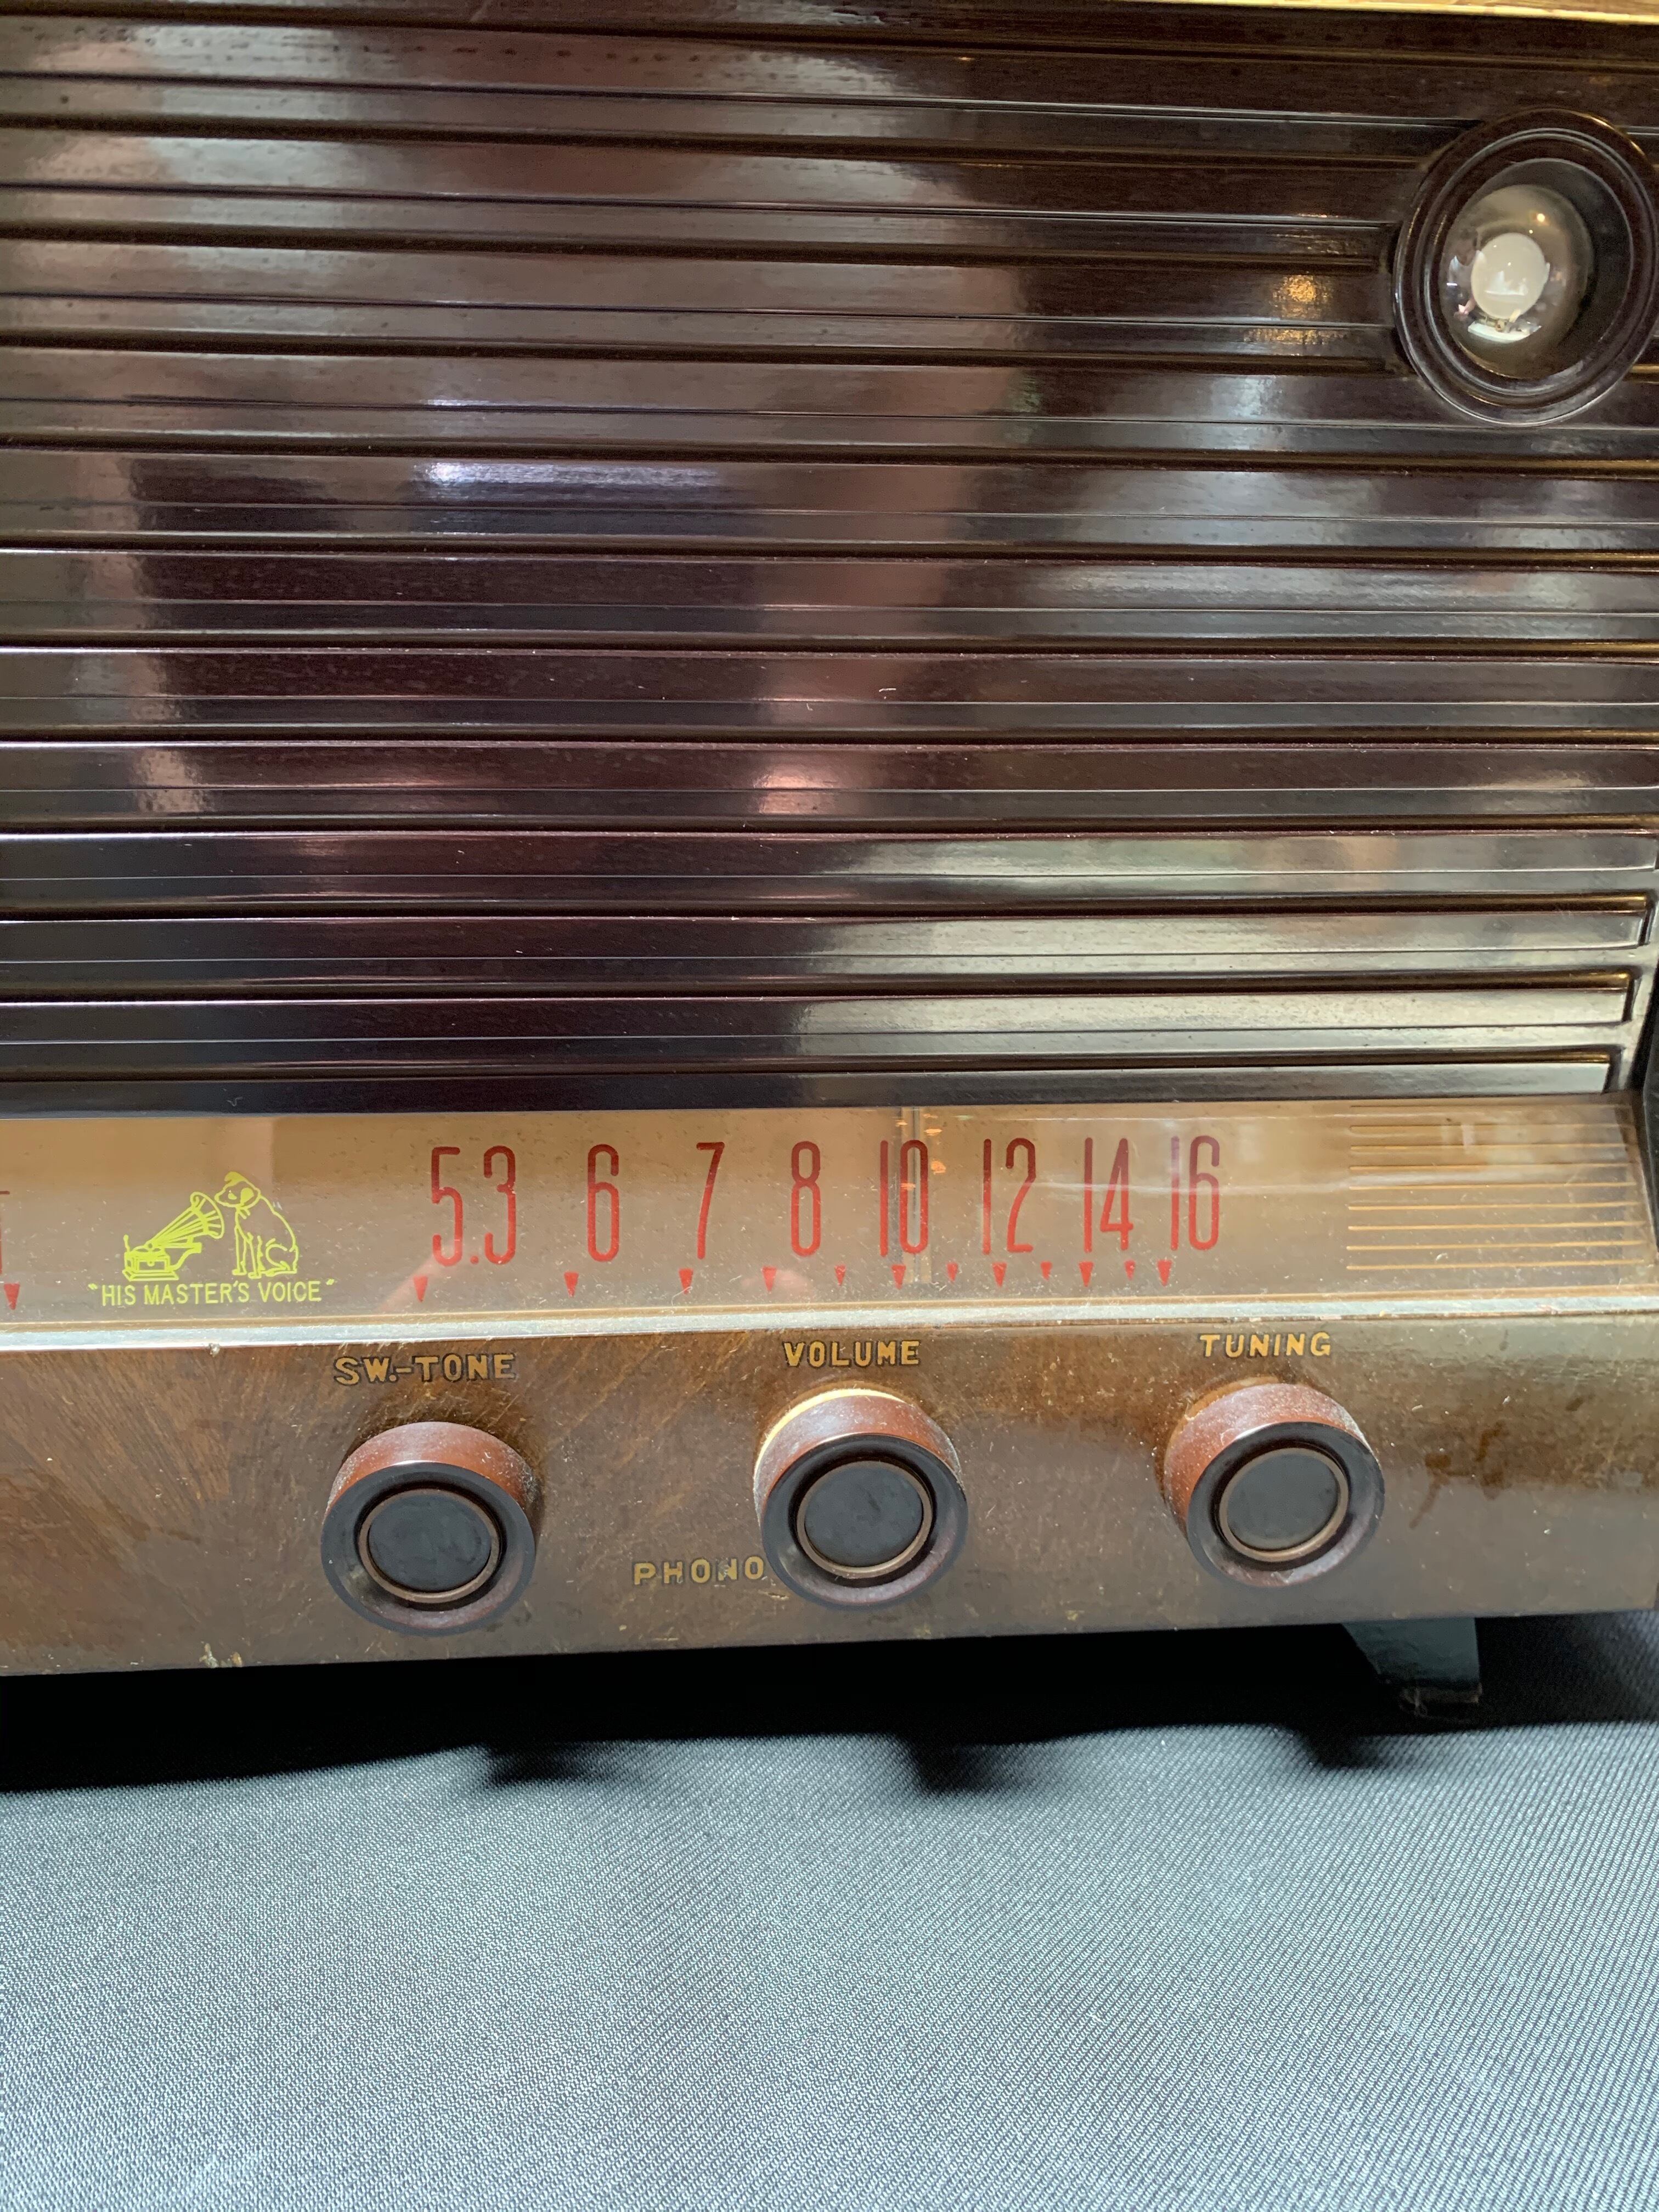 5.3 6 7 8 10 12 14 16
"HIS MASTER'S VOICE"
SW.-TONE VOLUME TUNING
PHONO